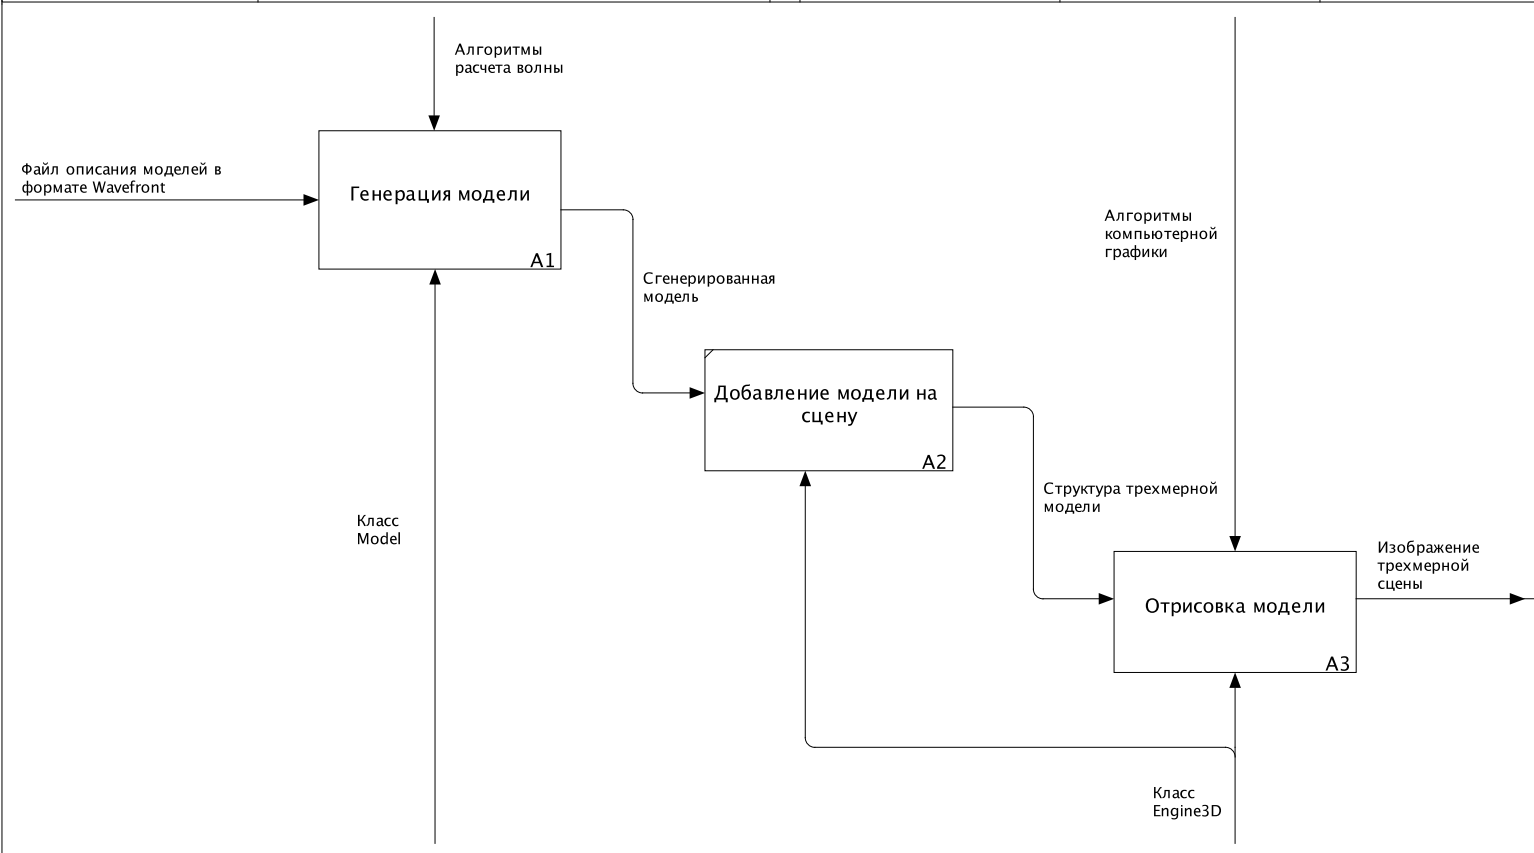 Алгоритмы
расчета волны
Файл описания моделей в
формате Wavefront
Генерация модели
A1
Алгоритмы
компьютерной
графики
Сгенерированная
модель
Добавление модели на
сцену
A2
Структура трехмерной
модели
Класс
Model
Изображение
трехмерной
сцены
Отрисовка модели
A3
Класс
Engine3D